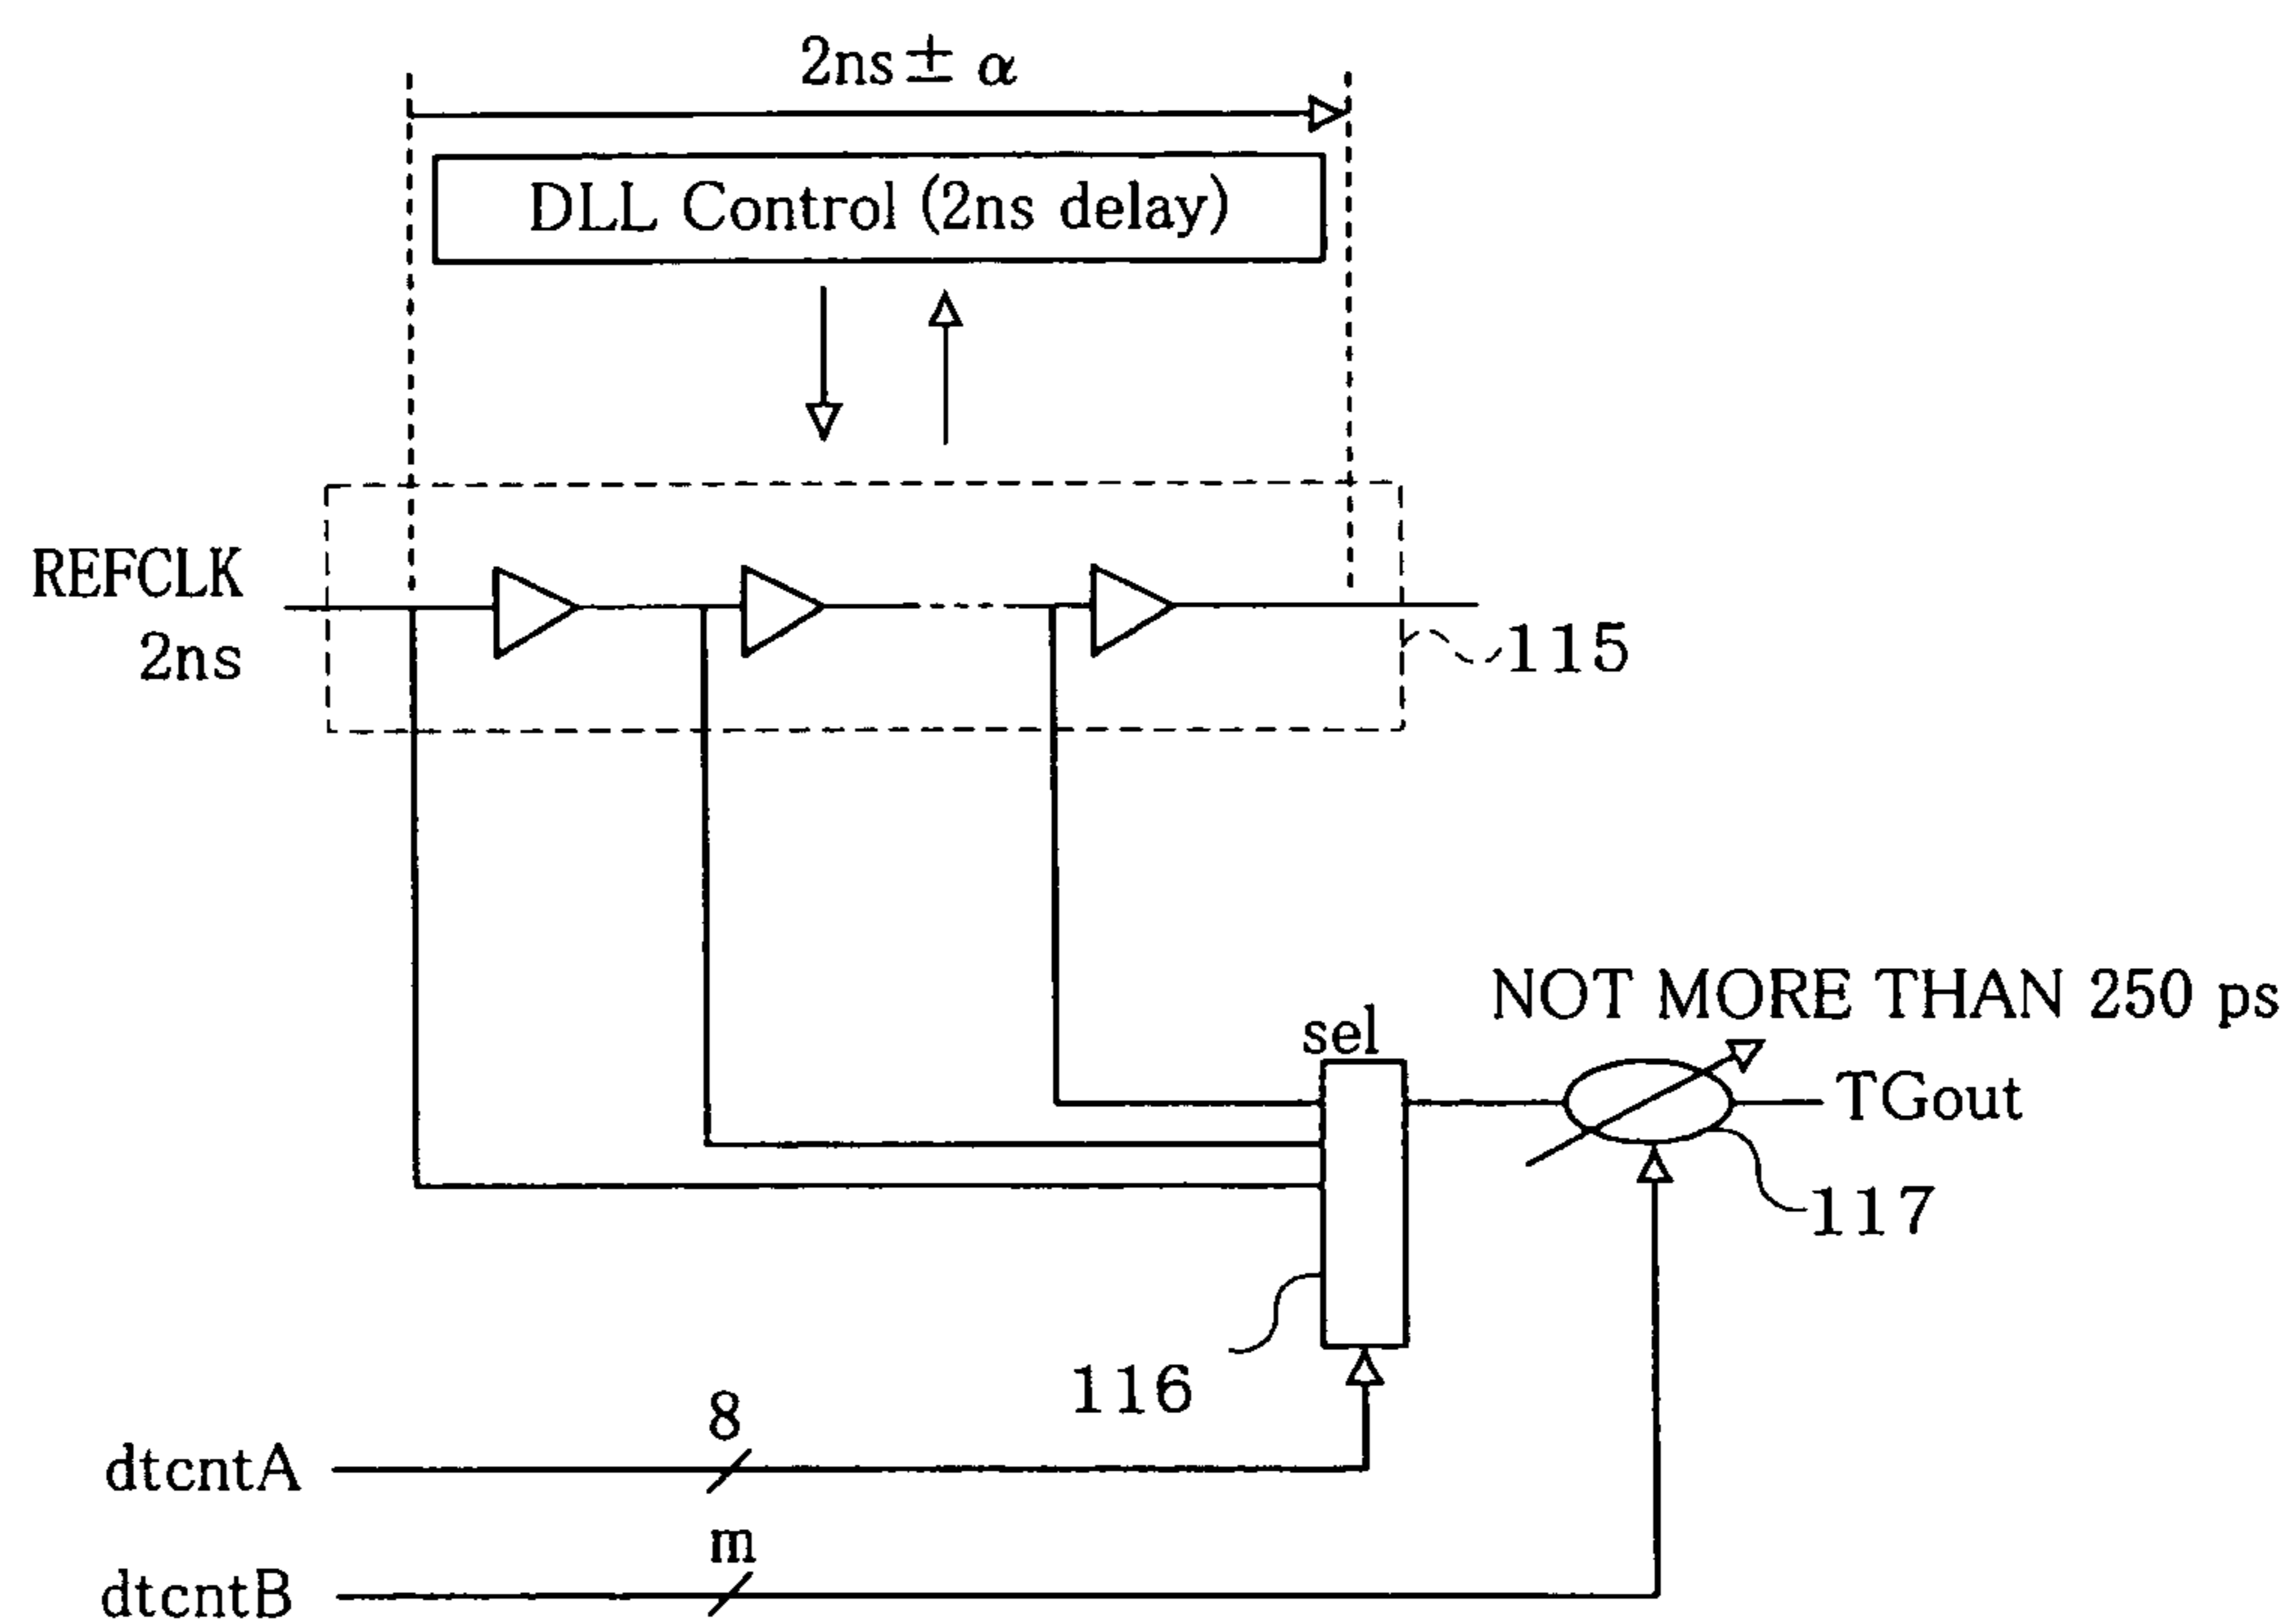 2ns ± α
DLL Control (2ns delay)
REFCLK
2ns
115
NOT MORE THAN 250 ps
sel
TGout
117
116
8
dtcntA
m
dtcntB